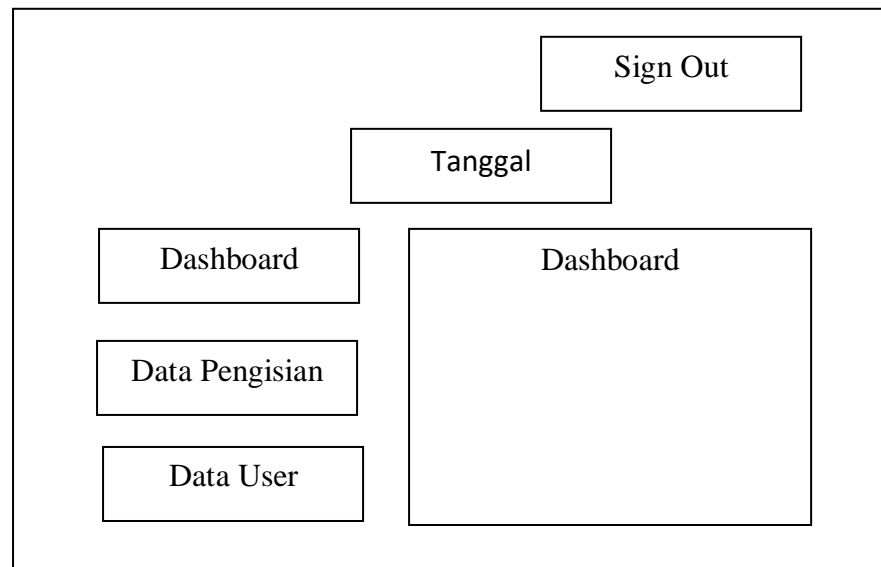 Sign Out
Tanggal
Dashboard
Dashboard
Data Pengisian
Data User